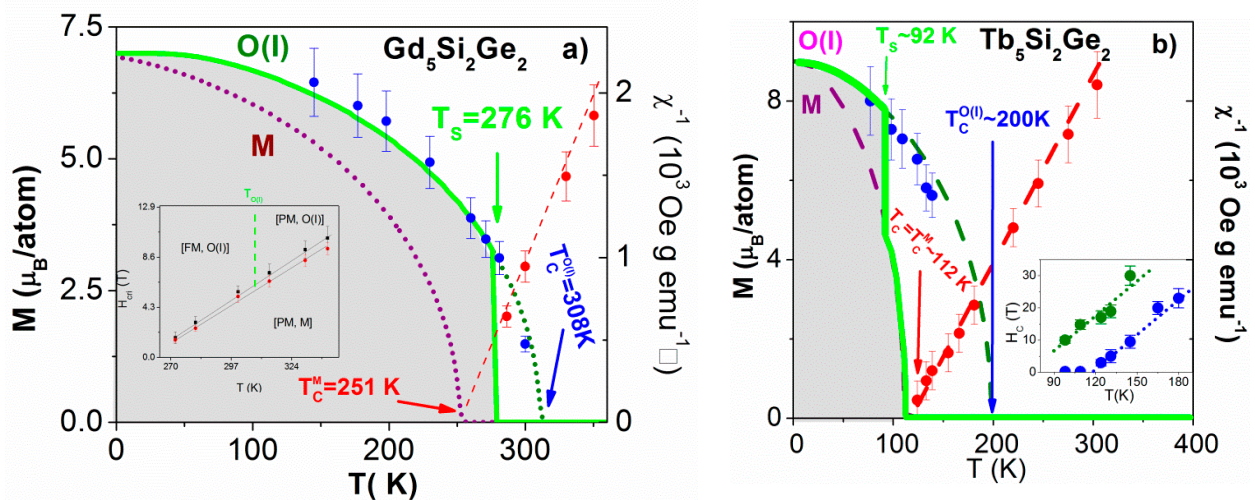 Gd5Si2Ge2
a)
O(I)
M
TS=276 K
TC^O(I)=308K
TC^M=251 K
M (μB/atom)
7.5
5.0
2.5
0.0
0
100
200
300
T( K)
χ^-1 (10^3 Oe g emu^-1□)
2
1
0
TO(I)
[PM, O(I)]
[FM, O(I)]
[PM, M]
12.9
8.6
4.3
0.0
270
297
324
T (K)
Hcri (T)
Tb5Si2Ge2
b)
O(I)
M
TS~92 K
TC^O(I)~200K
TC=TC^M~112 K
M (μB/atom)
8
4
0
0
100
200
300
400
T (K)
χ^-1 (10^3 Oe g emu^-1)
HC (T)
30
20
10
0
90
120
150
180
T(K)